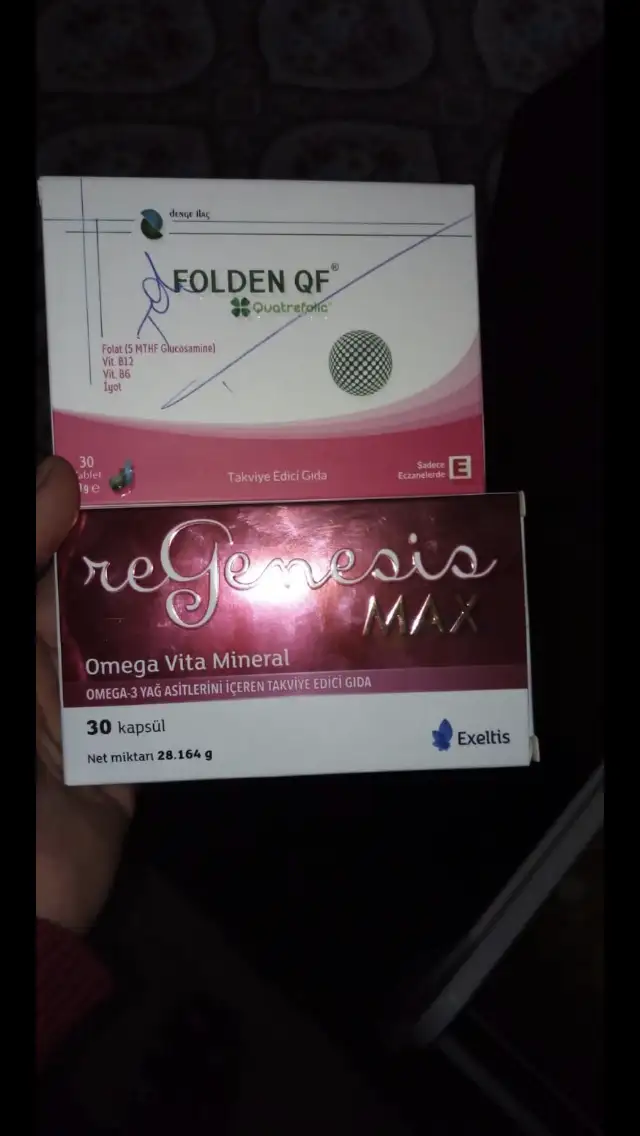 denge ilaç
FOLDEN QF®
Quatrefolic®
Folat (5 MTHF Glucosamine)
Vit. B12
Vit. B6
İyot
30
Takviye Edici Gıda
Sadece
Eczanelerde
E
reGenesis
MAX
Omega Vita Mineral
OMEGA-3 YAĞ ASİTLERİNİ İÇEREN TAKVİYE EDİCİ GIDA
30 kapsül
Net miktarı 28.164 g
Exeltis